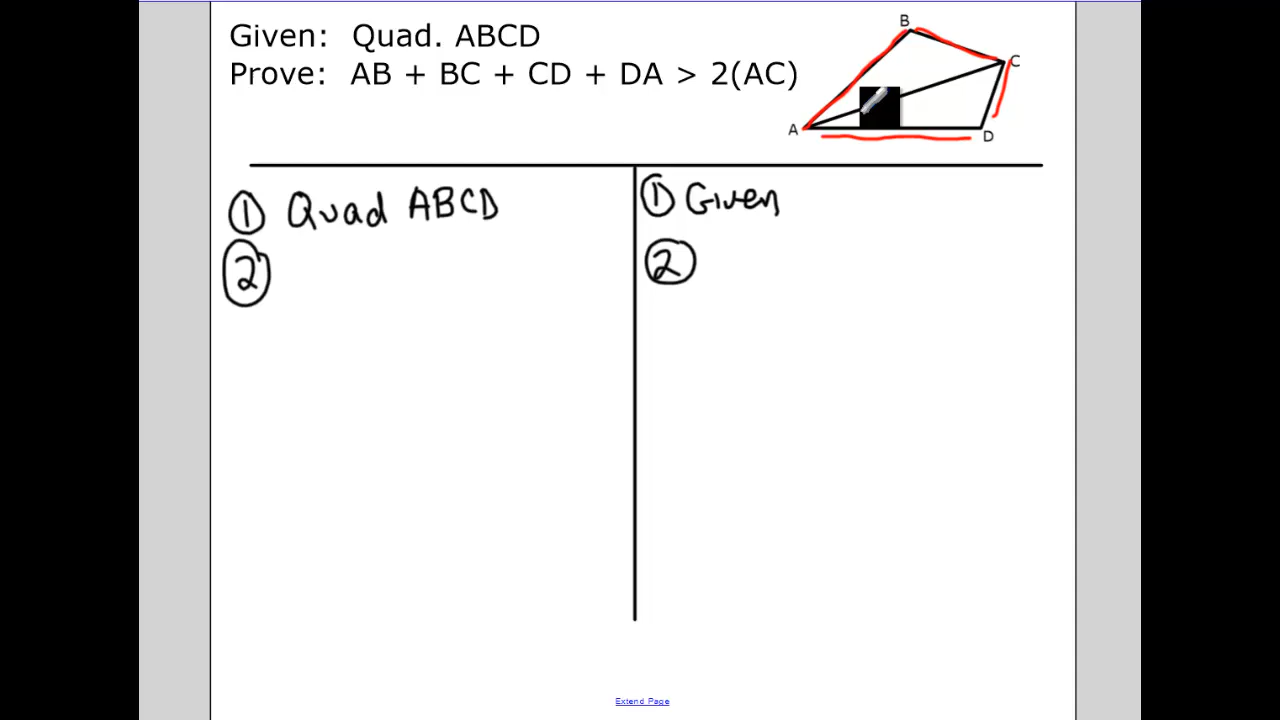 Given: Quad. ABCD
Prove: AB + BC + CD + DA > 2(AC)
B
C
A
D
① Quad ABCD
① Given
②
②
Extend Page